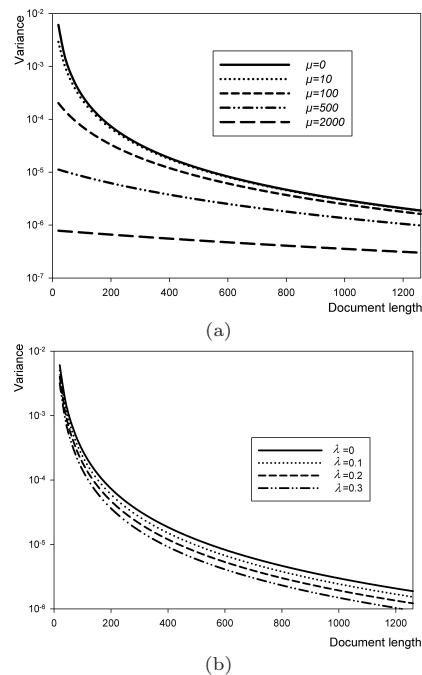 Variance
10-2
10-3
10-4
10-5
10-6
10-7
μ=0
μ=10
μ=100
μ=500
μ=2000
0 200 400 600 800 1000 1200
Document length
(a)
Variance
10-2
10-3
10-4
10-5
10-6
λ=0
λ=0.1
λ=0.2
λ=0.3
0 200 400 600 800 1000 1200
Document length
(b)